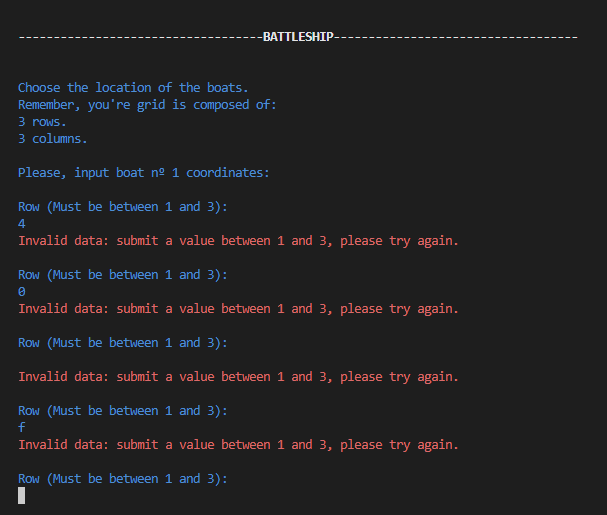 -----------------------------------BATTLESHIP-----------------------------------
Choose the location of the boats.
Remember, you're grid is composed of:
3 rows.
3 columns.
Please, input boat nº 1 coordinates:
Row (Must be between 1 and 3):
4
Invalid data: submit a value between 1 and 3, please try again.
Row (Must be between 1 and 3):
0
Invalid data: submit a value between 1 and 3, please try again.
Row (Must be between 1 and 3):
Invalid data: submit a value between 1 and 3, please try again.
Row (Must be between 1 and 3):
f
Invalid data: submit a value between 1 and 3, please try again.
Row (Must be between 1 and 3):